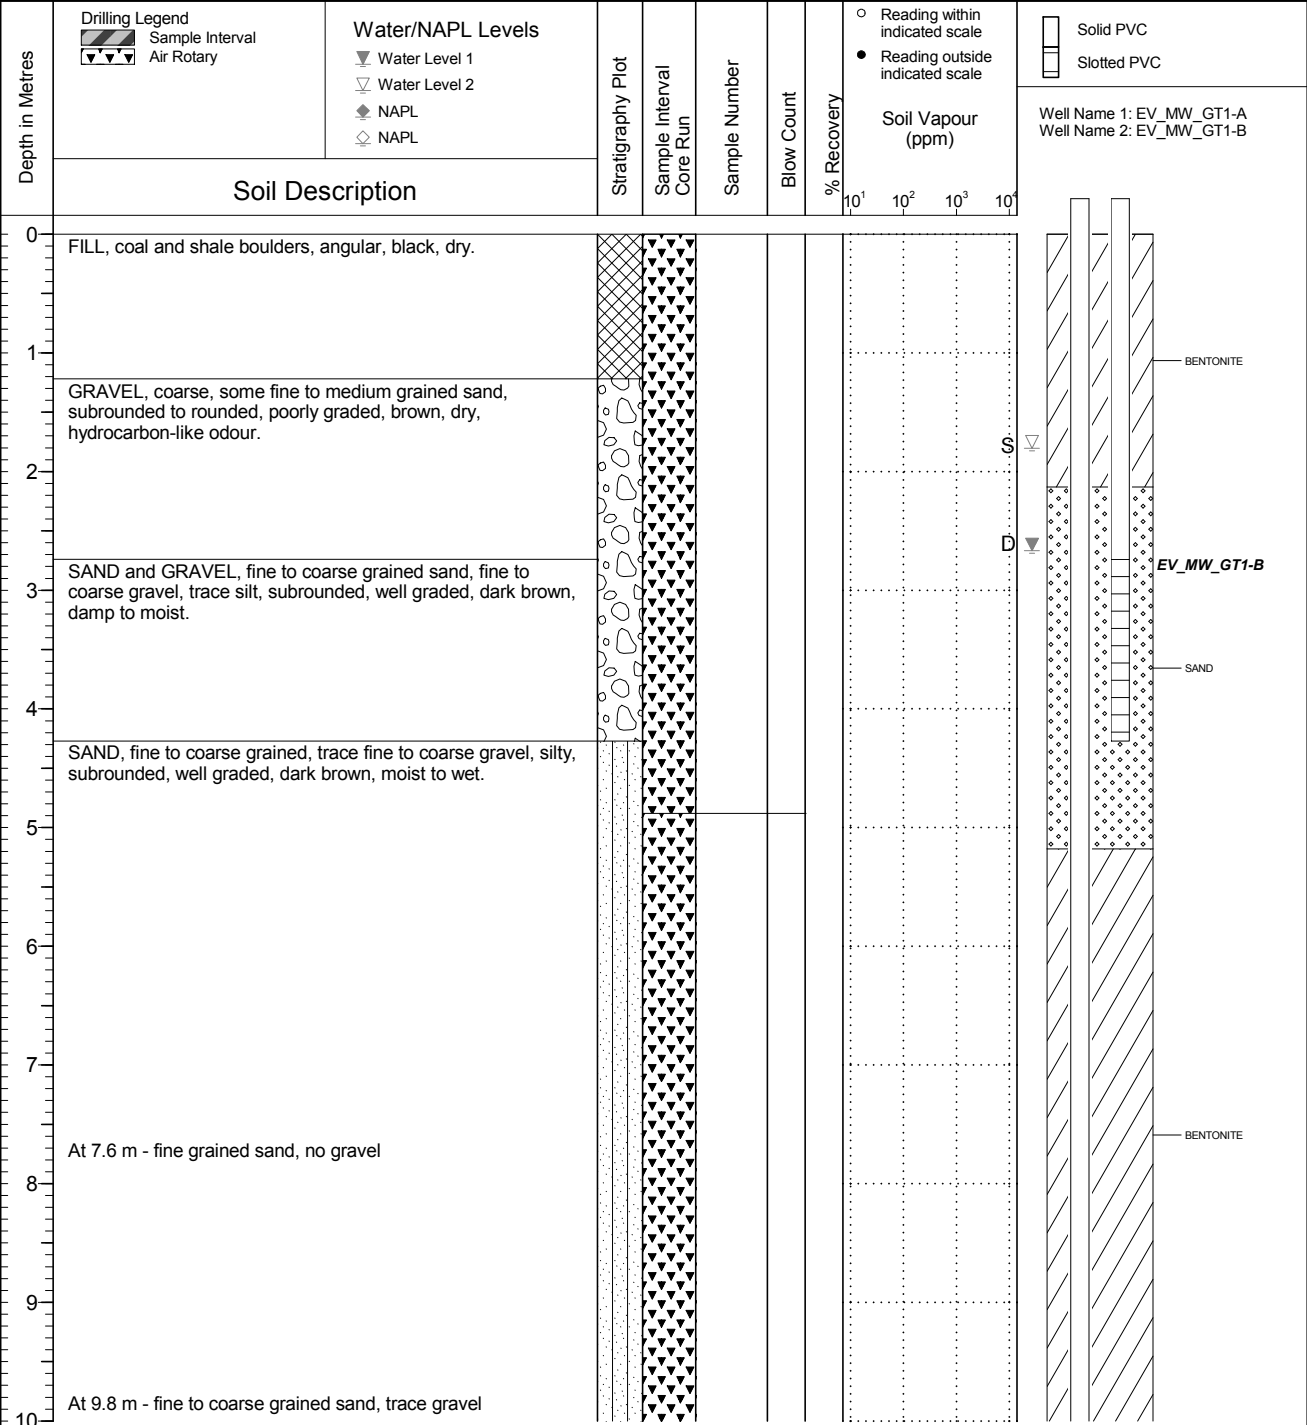 Depth in Metres
Drilling Legend
Sample Interval
Air Rotary
Water/NAPL Levels
Water Level 1
Water Level 2
NAPL
NAPL
Soil Description
Stratigraphy Plot
Sample Interval
Core Run
Sample Number
Blow Count
% Recovery
Reading within
indicated scale
Reading outside
indicated scale
Soil Vapour
(ppm)
10¹ 10² 10³ 10⁴
Solid PVC
Slotted PVC
Well Name 1: EV_MW_GT1-A
Well Name 2: EV_MW_GT1-B
0
FILL, coal and shale boulders, angular, black, dry.
1
BENTONITE
GRAVEL, coarse, some fine to medium grained sand,
subrounded to rounded, poorly graded, brown, dry,
hydrocarbon-like odour.
S
2
D
SAND and GRAVEL, fine to coarse grained sand, fine to
coarse gravel, trace silt, subrounded, well graded, dark brown,
damp to moist.
EV_MW_GT1-B
3
SAND
4
SAND, fine to coarse grained, trace fine to coarse gravel, silty,
subrounded, well graded, dark brown, moist to wet.
5
6
7
At 7.6 m - fine grained sand, no gravel
BENTONITE
8
9
At 9.8 m - fine to coarse grained sand, trace gravel
10